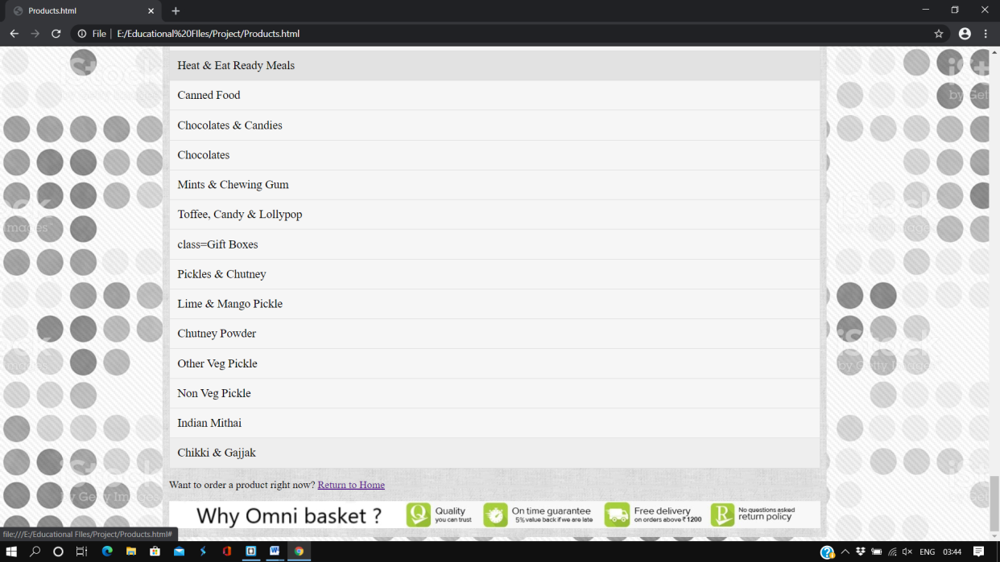 Products.html
File | E:/Educational%20FIles/Project/Products.html
Heat & Eat Ready Meals
Canned Food
Chocolates & Candies
Chocolates
Mints & Chewing Gum
Toffee, Candy & Lollypop
class=Gift Boxes
Pickles & Chutney
Lime & Mango Pickle
Chutney Powder
Other Veg Pickle
Non Veg Pickle
Indian Mithai
Chikki & Gajjak
Want to order a product right now? Return to Home
Why Omni basket ?
Quality
you can trust
On time guarantee
5% value back if we are late
Free delivery
on orders above ₹ 1200
No questions asked
return policy
file:///E:/Educational FIles/Project/Products.html#
ENG 03:44